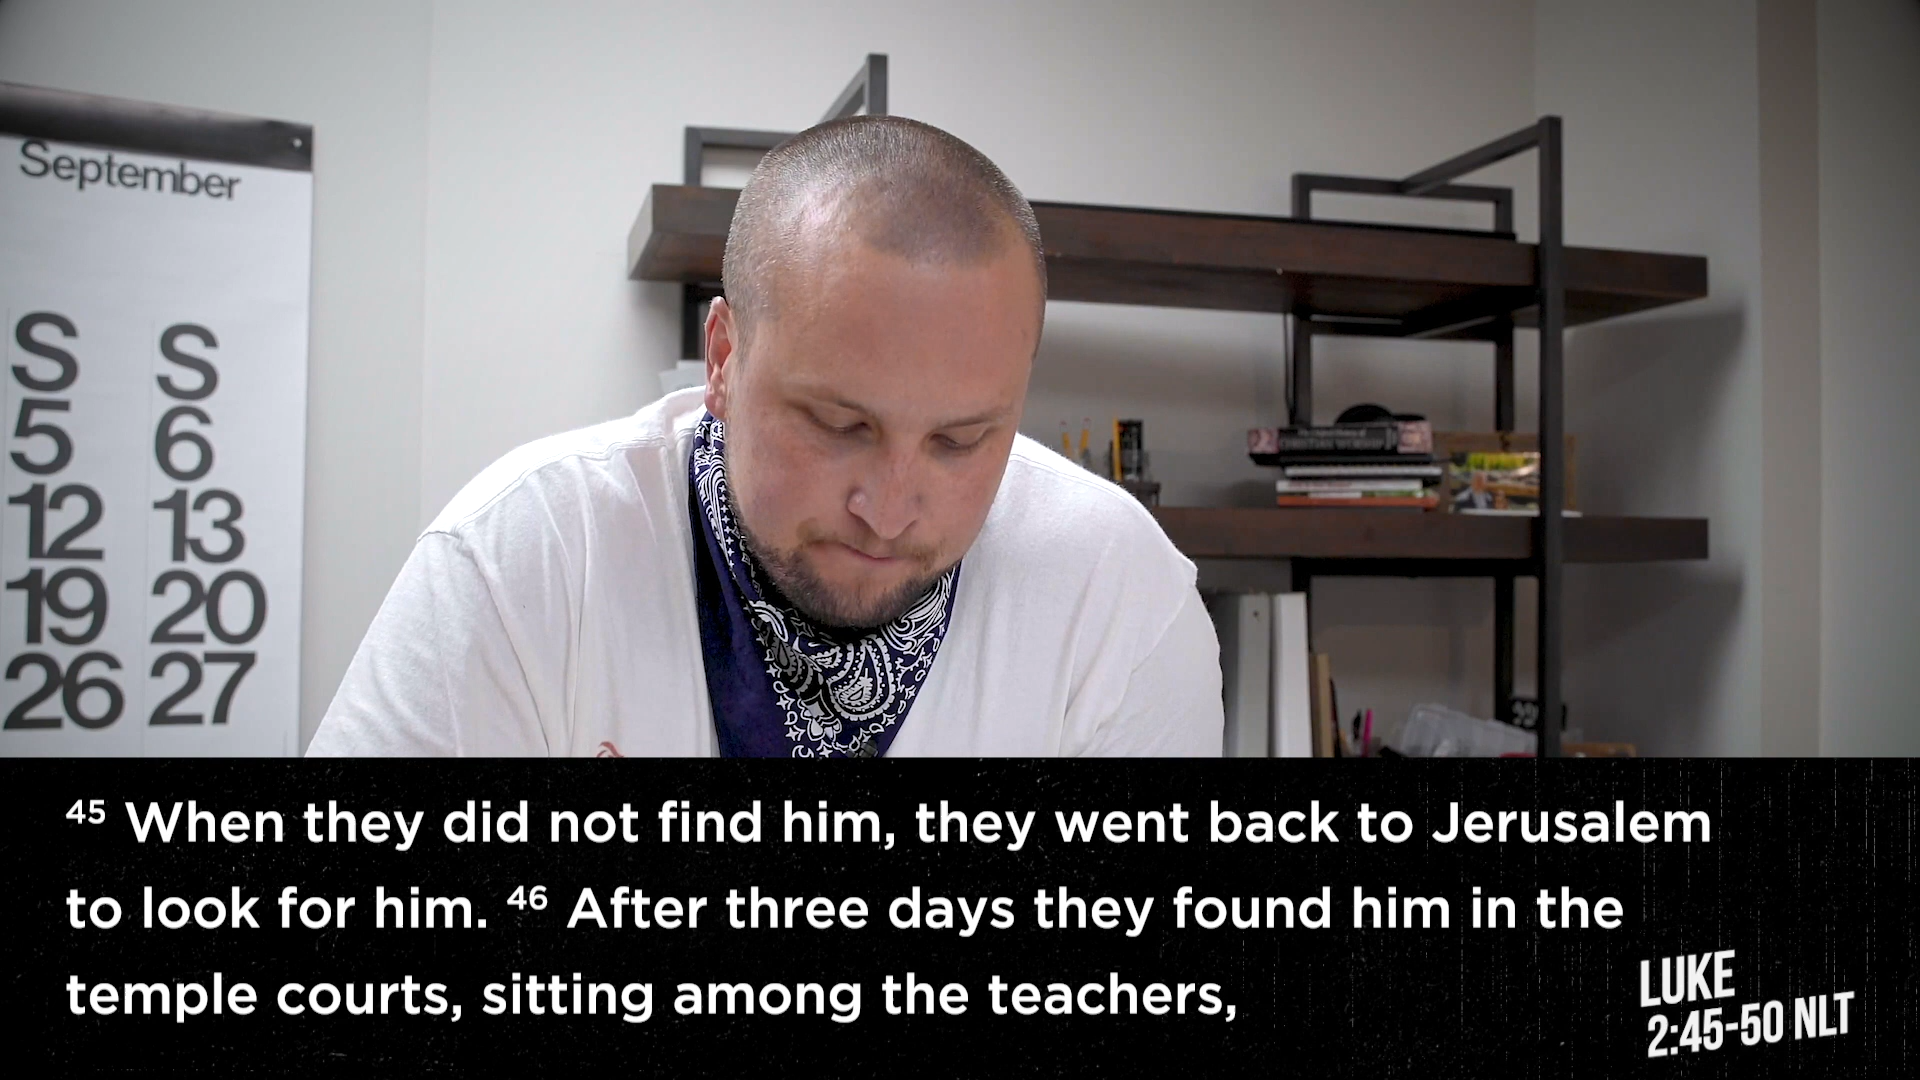 September
S S
5 6
12 13
19 20
26 27
45 When they did not find him, they went back to Jerusalem
to look for him. 46 After three days they found him in the
temple courts, sitting among the teachers,
LUKE
2:45-50 NLT